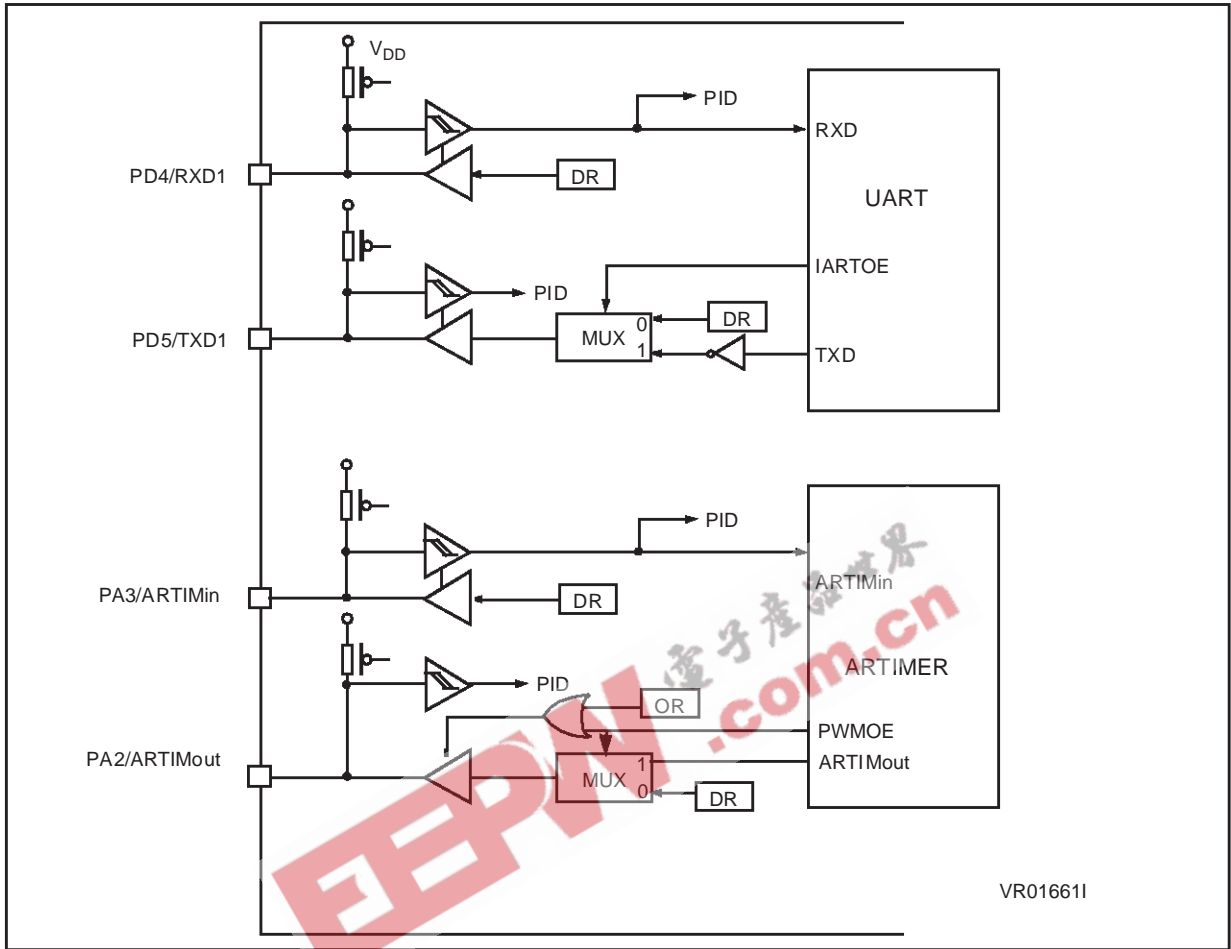 VDD
PID
RXD
PD4/RXD1
DR
UART
IARTOE
PID
DR
PD5/TXD1
MUX
0
1
TXD
PID
ARTIMin
PA3/ARTIMin
DR
ARTIMER
PID
OR
PWMOE
PA2/ARTIMout
MUX
1
0
ARTIMout
DR
EEPW
電子產品世界
.com.cn
VR01661I